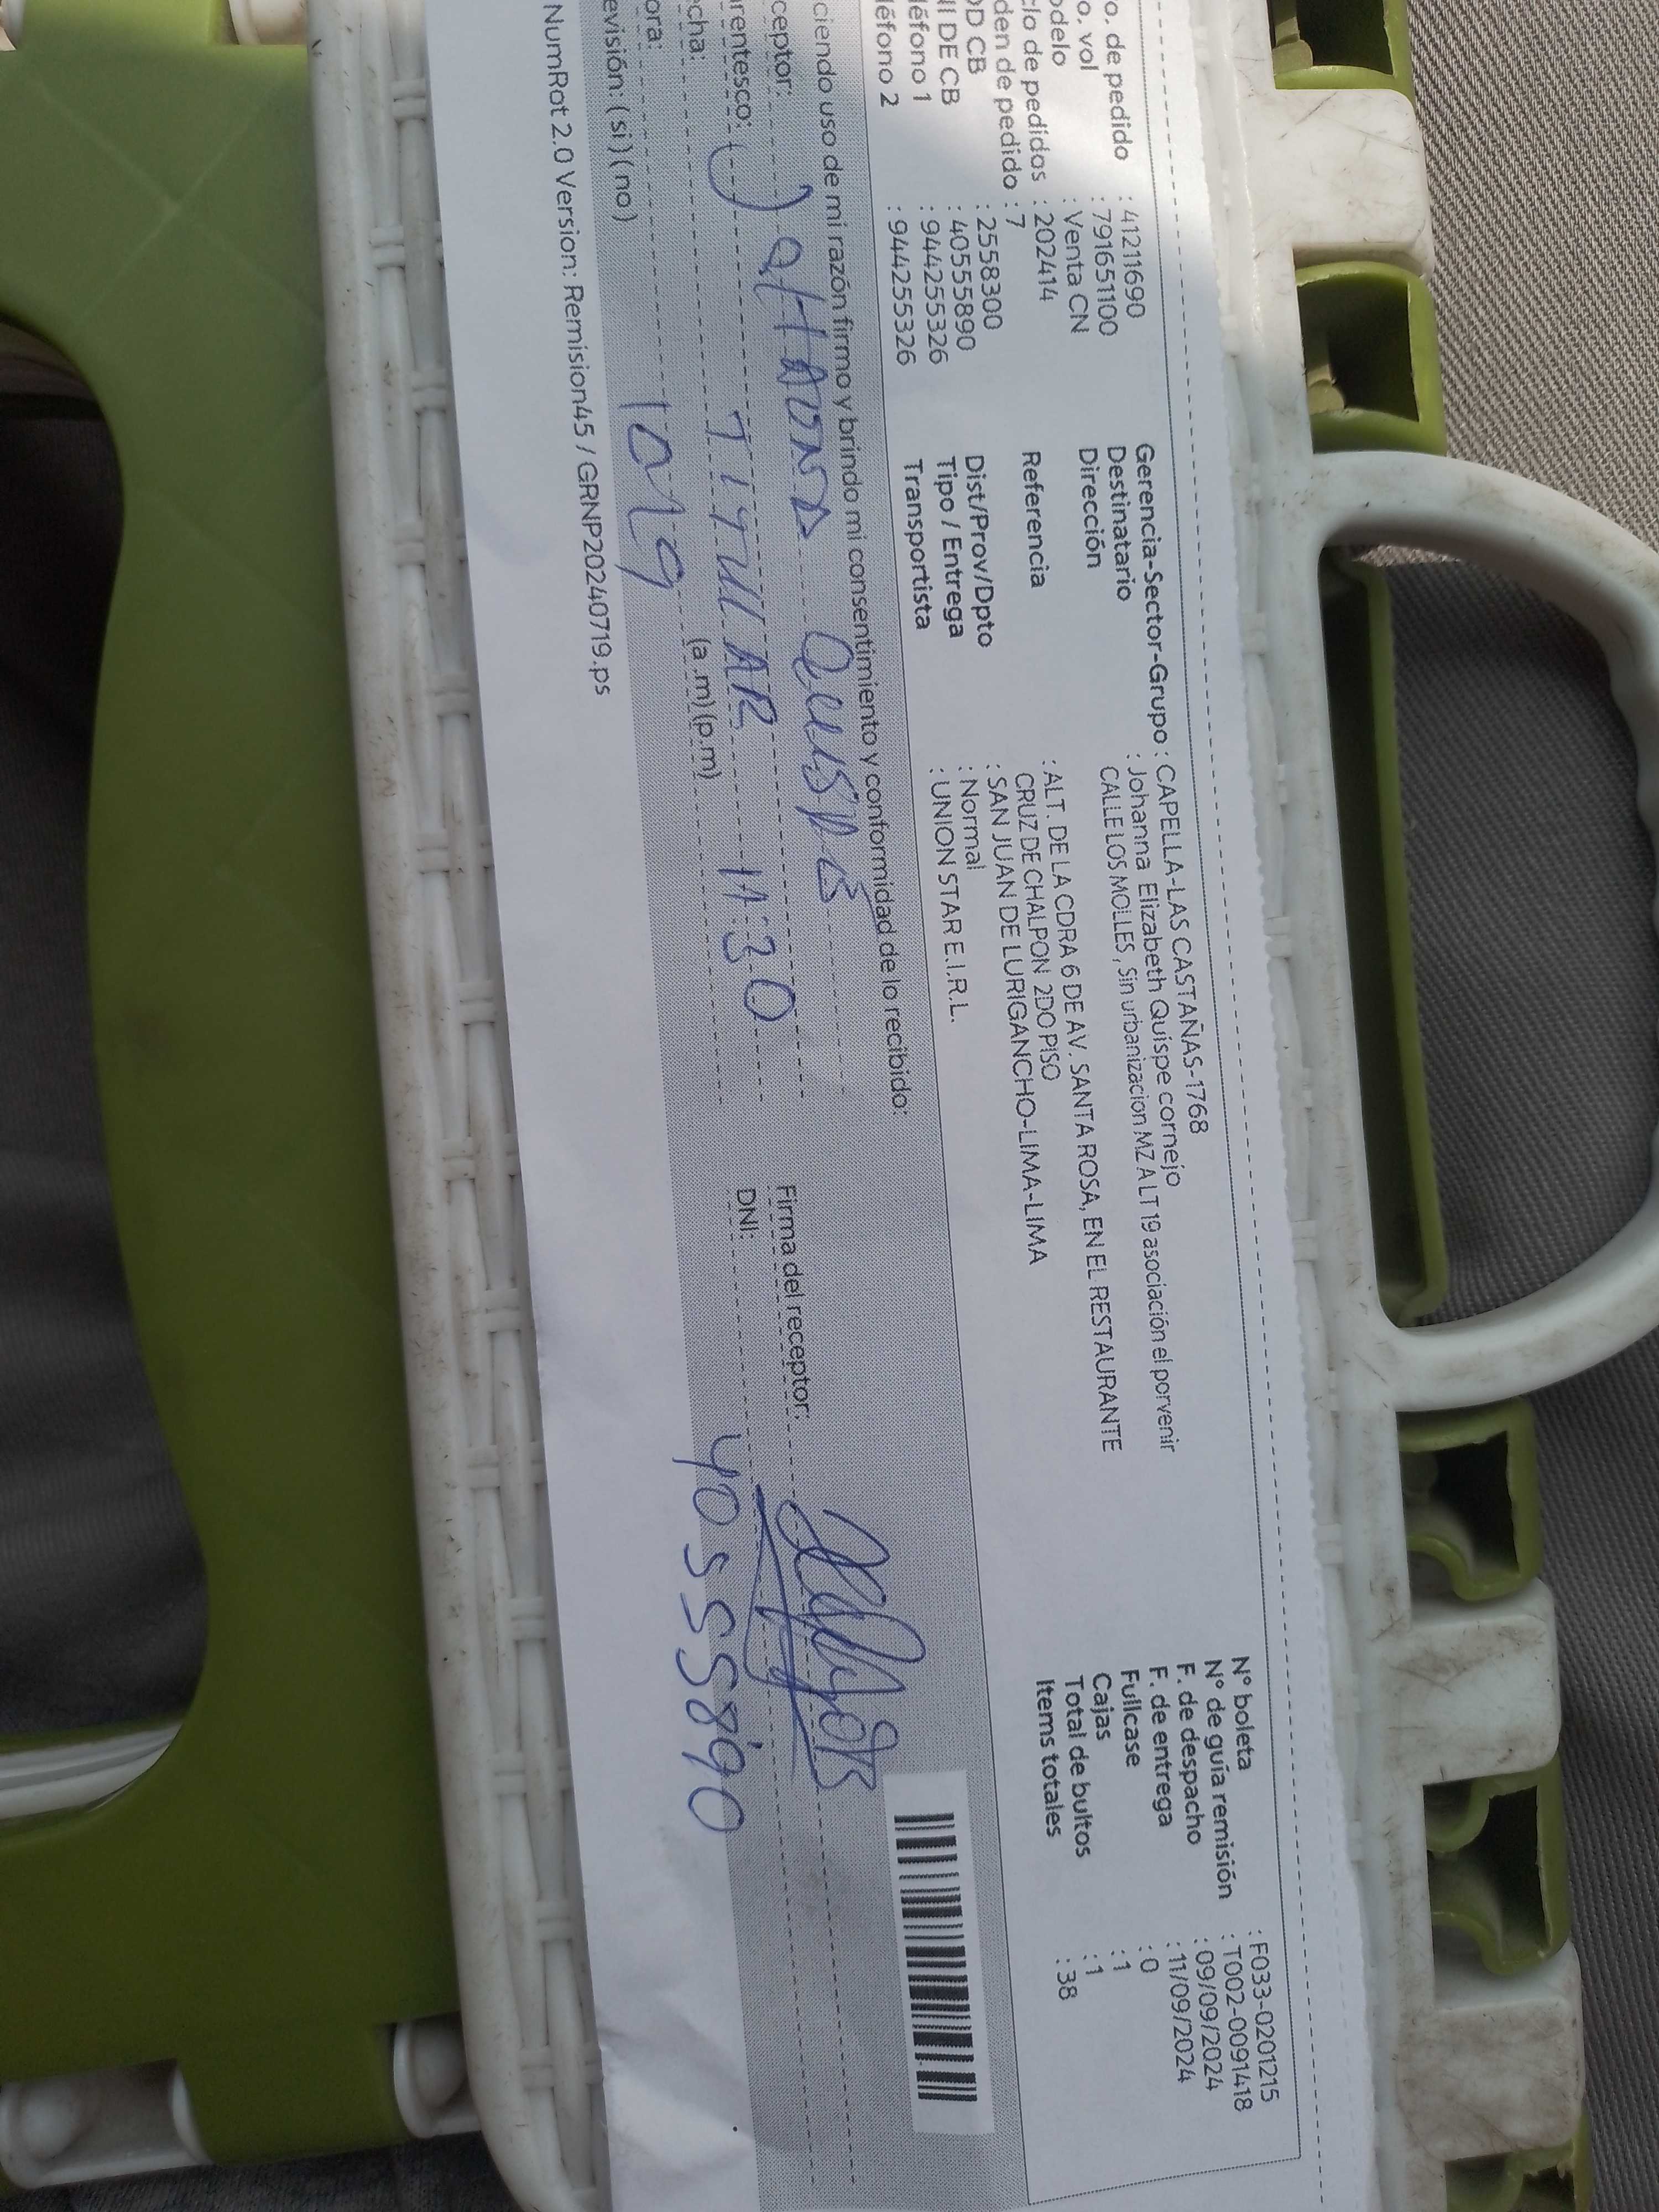 o. de pedido : 41211690
o. vol : 791651100
odelo : Venta CN
clo de pedidos : 202414
den de pedido : 7
OD CB : 2558300
NI DE CB : 40555890
léfono 1 : 944255326
léfono 2 : 944255326
Gerencia-Sector-Grupo : CAPELLA-LAS CASTAÑAS-1768
Destinatario : Johanna Elizabeth Quispe cornejo
Dirección CALLE LOS MOLLES , Sin urbanizacion MZ A LT 19 asociación el porvenir
Referencia : ALT. DE LA CDRA 6 DE AV. SANTA ROSA, EN EL RESTAURANTE
CRUZ DE CHALPON 2DO PISO
Dist/Prov/Dpto : SAN JUAN DE LURIGANCHO-LIMA-LIMA
Tipo / Entrega : Normal
Transportista : UNION STAR E.I.R.L.
N° boleta : F033-0201215
N° de guía remisión : T002-0091418
F. de despacho : 09/09/2024
F. de entrega : 11/09/2024
Fullcase : 0
Cajas : 1
Total de bultos : 1
Items totales : 38
ciendo uso de mi razón firmo y brindo mi consentimiento y conformidad de lo recibido:
ceptor: Quispe
rentesco: TITULAR
cha: 11:30
ora: 1019 (a.m)(p.m)
evisión: ( si ) ( no )
Firma del receptor:
DNI: 40555890
NumRot 2.0 Version: Remision45 / GRNP20240719.ps